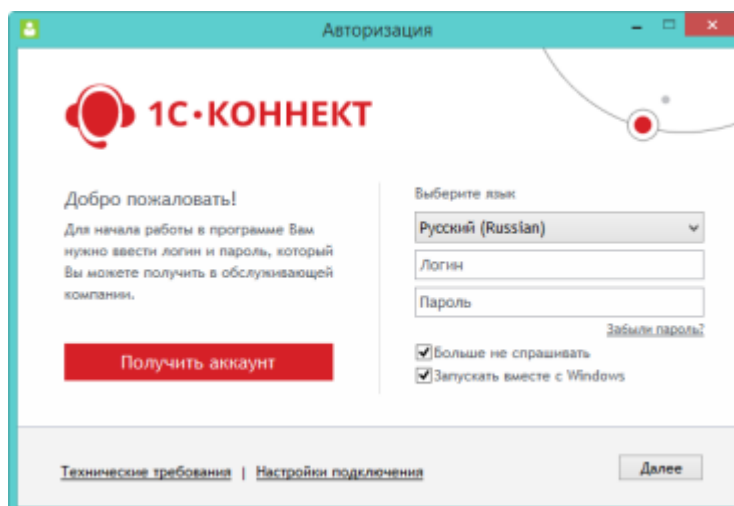 Авторизация
1С·КОННЕКТ
Добро пожаловать!
Для начала работы в программе Вам
нужно ввести логин и пароль, который
Вы можете получить в обслуживающей
компании.
Получить аккаунт
Выберите язык
Русский (Russian)
Логин
Пароль
Забыли пароль?
Больше не спрашивать
Запускать вместе с Windows
Технические требования | Настройки подключения
Далее